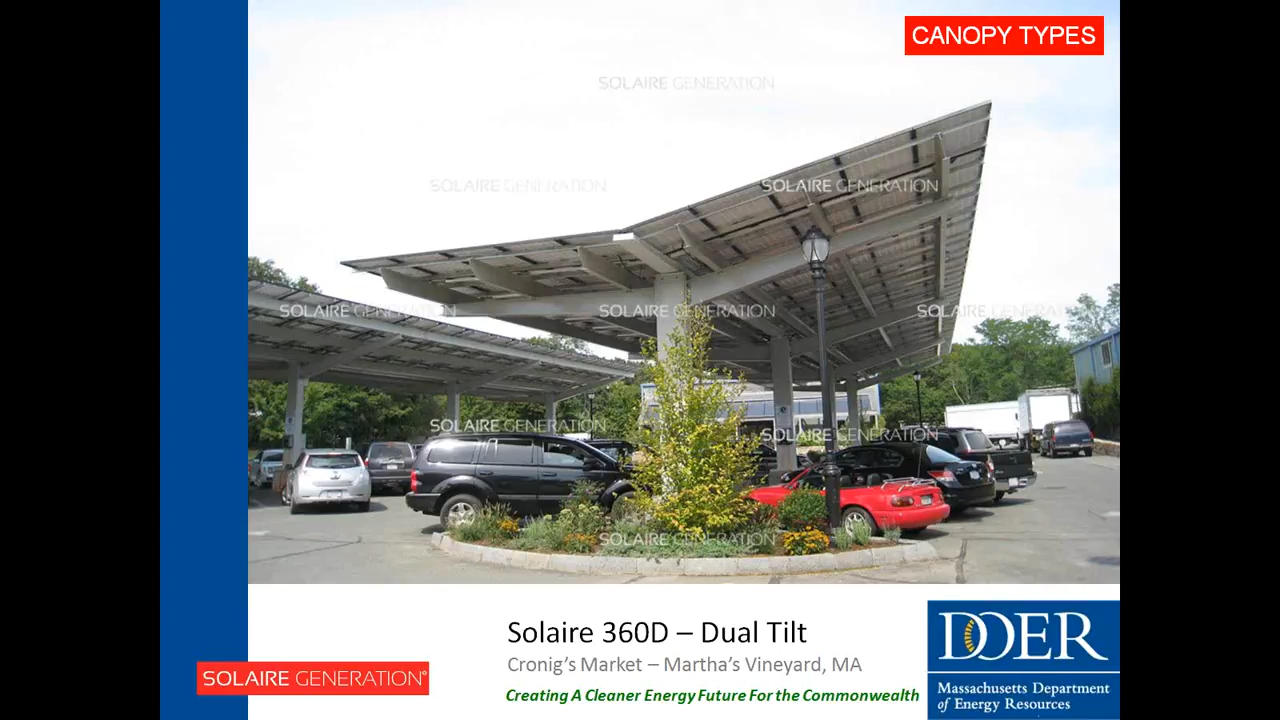 CANOPY TYPES
SOLAIRE GENERATION
SOLAIRE GENERATION
SOLAIRE GENERATION
SOLAIRE GENERATION
SOLAIRE GENERATION
SOLAIRE GENERATION
SOLAIRE GENERATION
SOLAIRE GENERATION
SOLAIRE GENERATION
Solaire 360D – Dual Tilt
Cronig's Market – Martha's Vineyard, MA
Creating A Cleaner Energy Future For the Commonwealth
SOLAIRE GENERATION®
DOER
Massachusetts Department
of Energy Resources